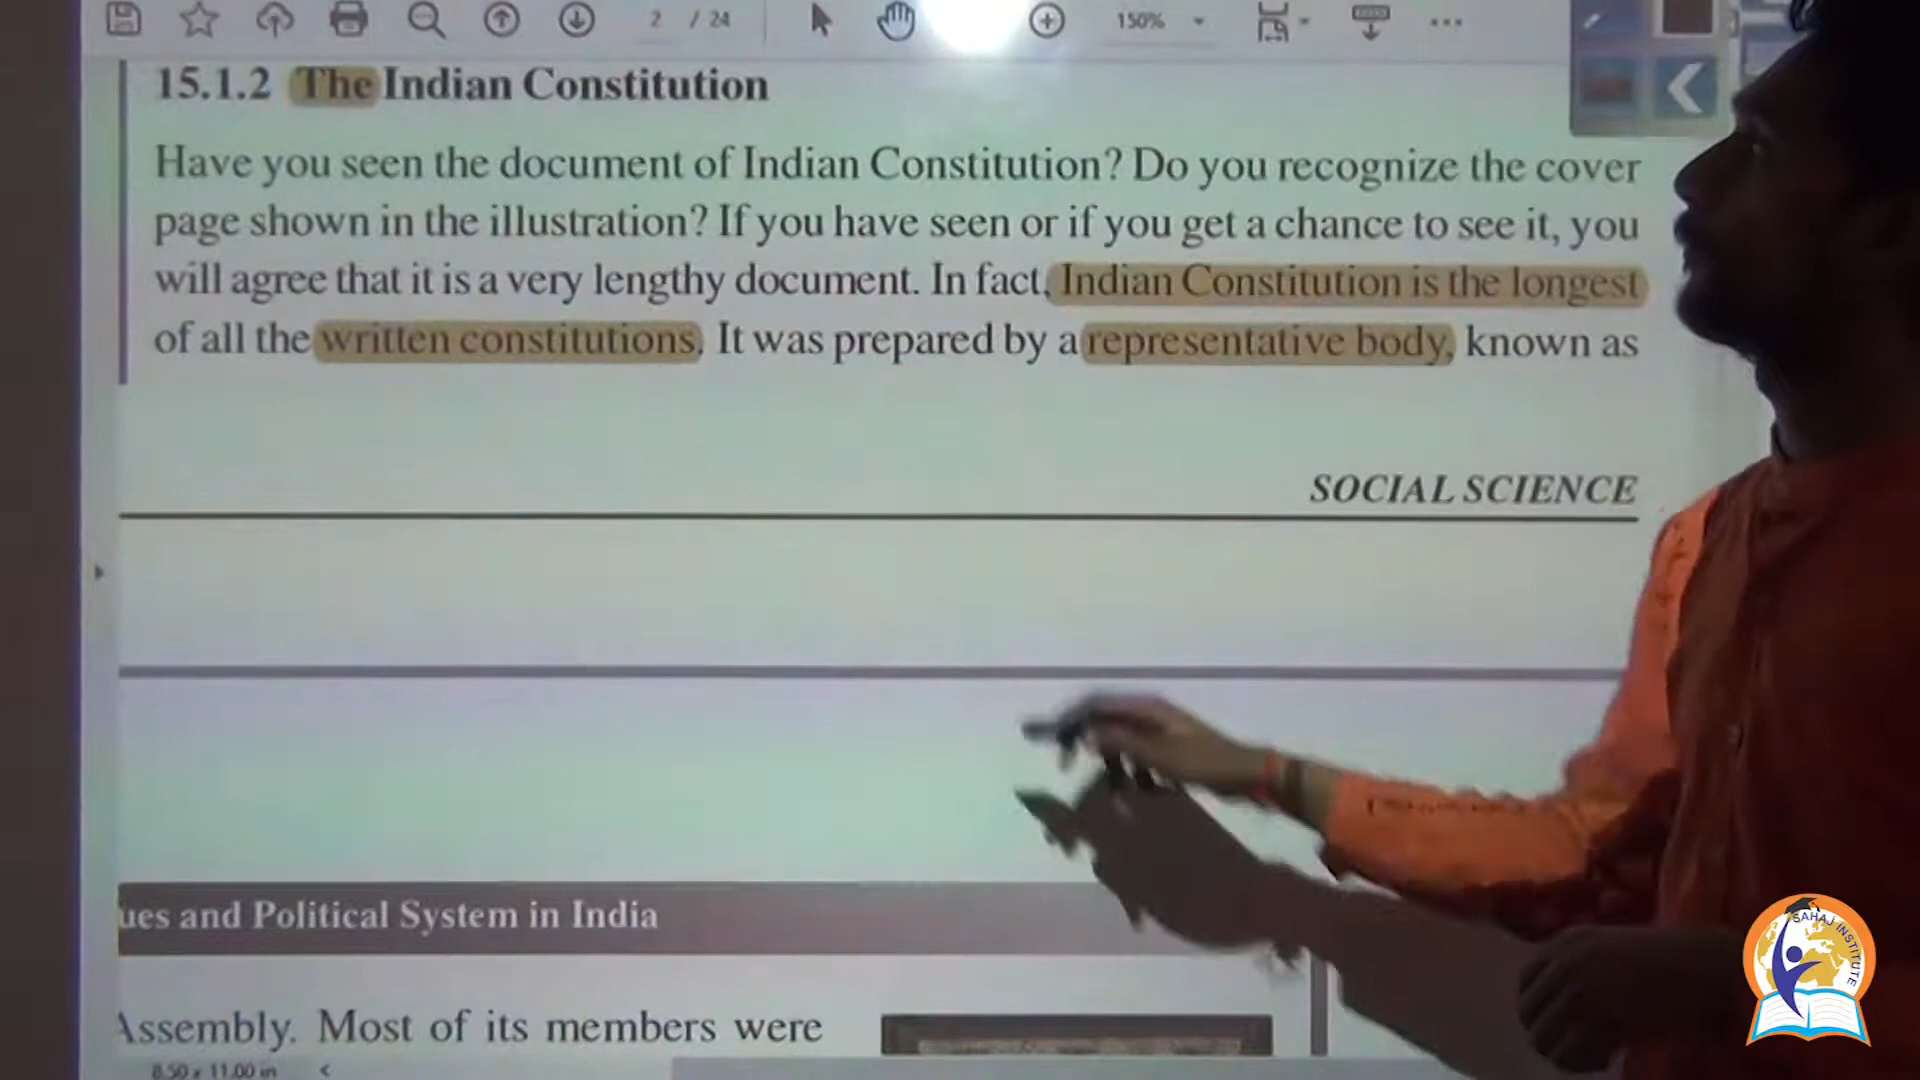 2 / 24
150%
15.1.2 The Indian Constitution
Have you seen the document of Indian Constitution? Do you recognize the cover
page shown in the illustration? If you have seen or if you get a chance to see it, you
will agree that it is a very lengthy document. In fact, Indian Constitution is the longest
of all the written constitutions. It was prepared by a representative body, known as
SOCIAL SCIENCE
ues and Political System in India
Assembly. Most of its members were
8.50 x 11.00 in
SAHAJ INSTITUTE